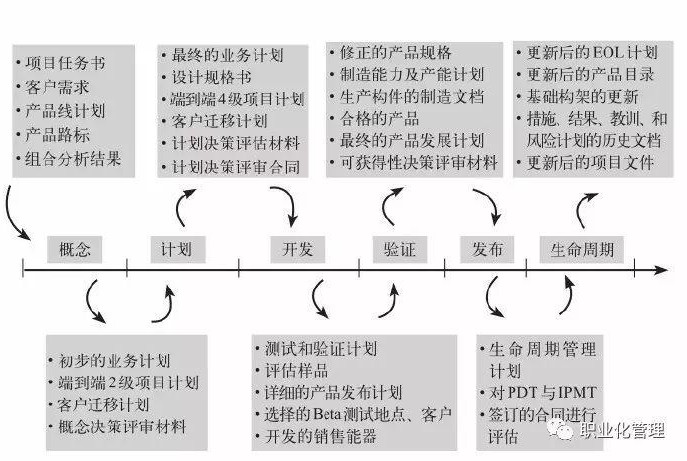 • 项目任务书
• 客户需求
• 产品线计划
• 产品路标
• 组合分析结果
• 最终的业务计划
• 设计规格书
• 端到端4级项目计划
• 客户迁移计划
• 计划决策评估材料
• 计划决策评审合同
• 修正的产品规格
• 制造能力及产能计划
• 生产构件的制造文档
• 合格的产品
• 最终的产品发展计划
• 可获得性决策评审材料
• 更新后的EOL计划
• 更新后的产品目录
• 基础构架的更新
• 措施、结果、教训、和
风险计划的历史文档
• 更新后的项目文件
概念
计划
开发
验证
发布
生命周期
• 初步的业务计划
• 端到端2级项目计划
• 客户迁移计划
• 概念决策评审材料
• 测试和验证计划
• 评估样品
• 详细的产品发布计划
• 选择的Beta测试地点、客户
• 开发的销售能器
• 生命周期管理
计划
• 对PDT与IPMT
签订的合同进行
评估
职业化管理